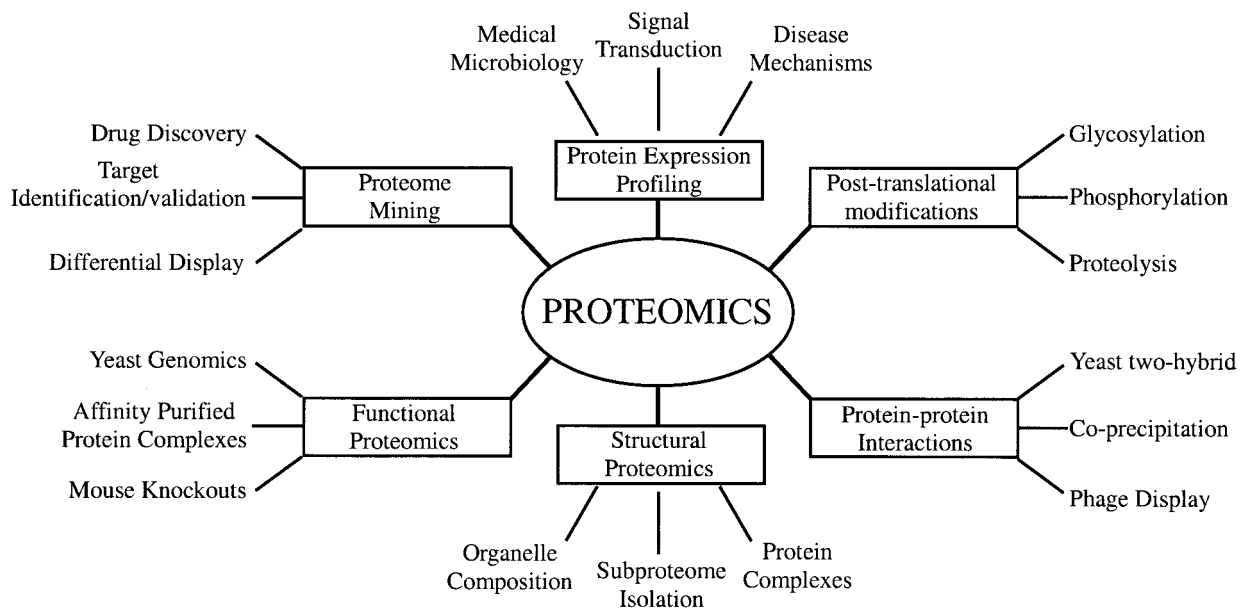 Medical
Microbiology
Signal
Transduction
Disease
Mechanisms
Protein Expression
Profiling
Drug Discovery
Target
Identification/validation
Differential Display
Proteome
Mining
Post-translational
modifications
Glycosylation
Phosphorylation
Proteolysis
PROTEOMICS
Yeast Genomics
Affinity Purified
Protein Complexes
Mouse Knockouts
Functional
Proteomics
Structural
Proteomics
Organelle
Composition
Subproteome
Isolation
Protein
Complexes
Protein-protein
Interactions
Yeast two-hybrid
Co-precipitation
Phage Display